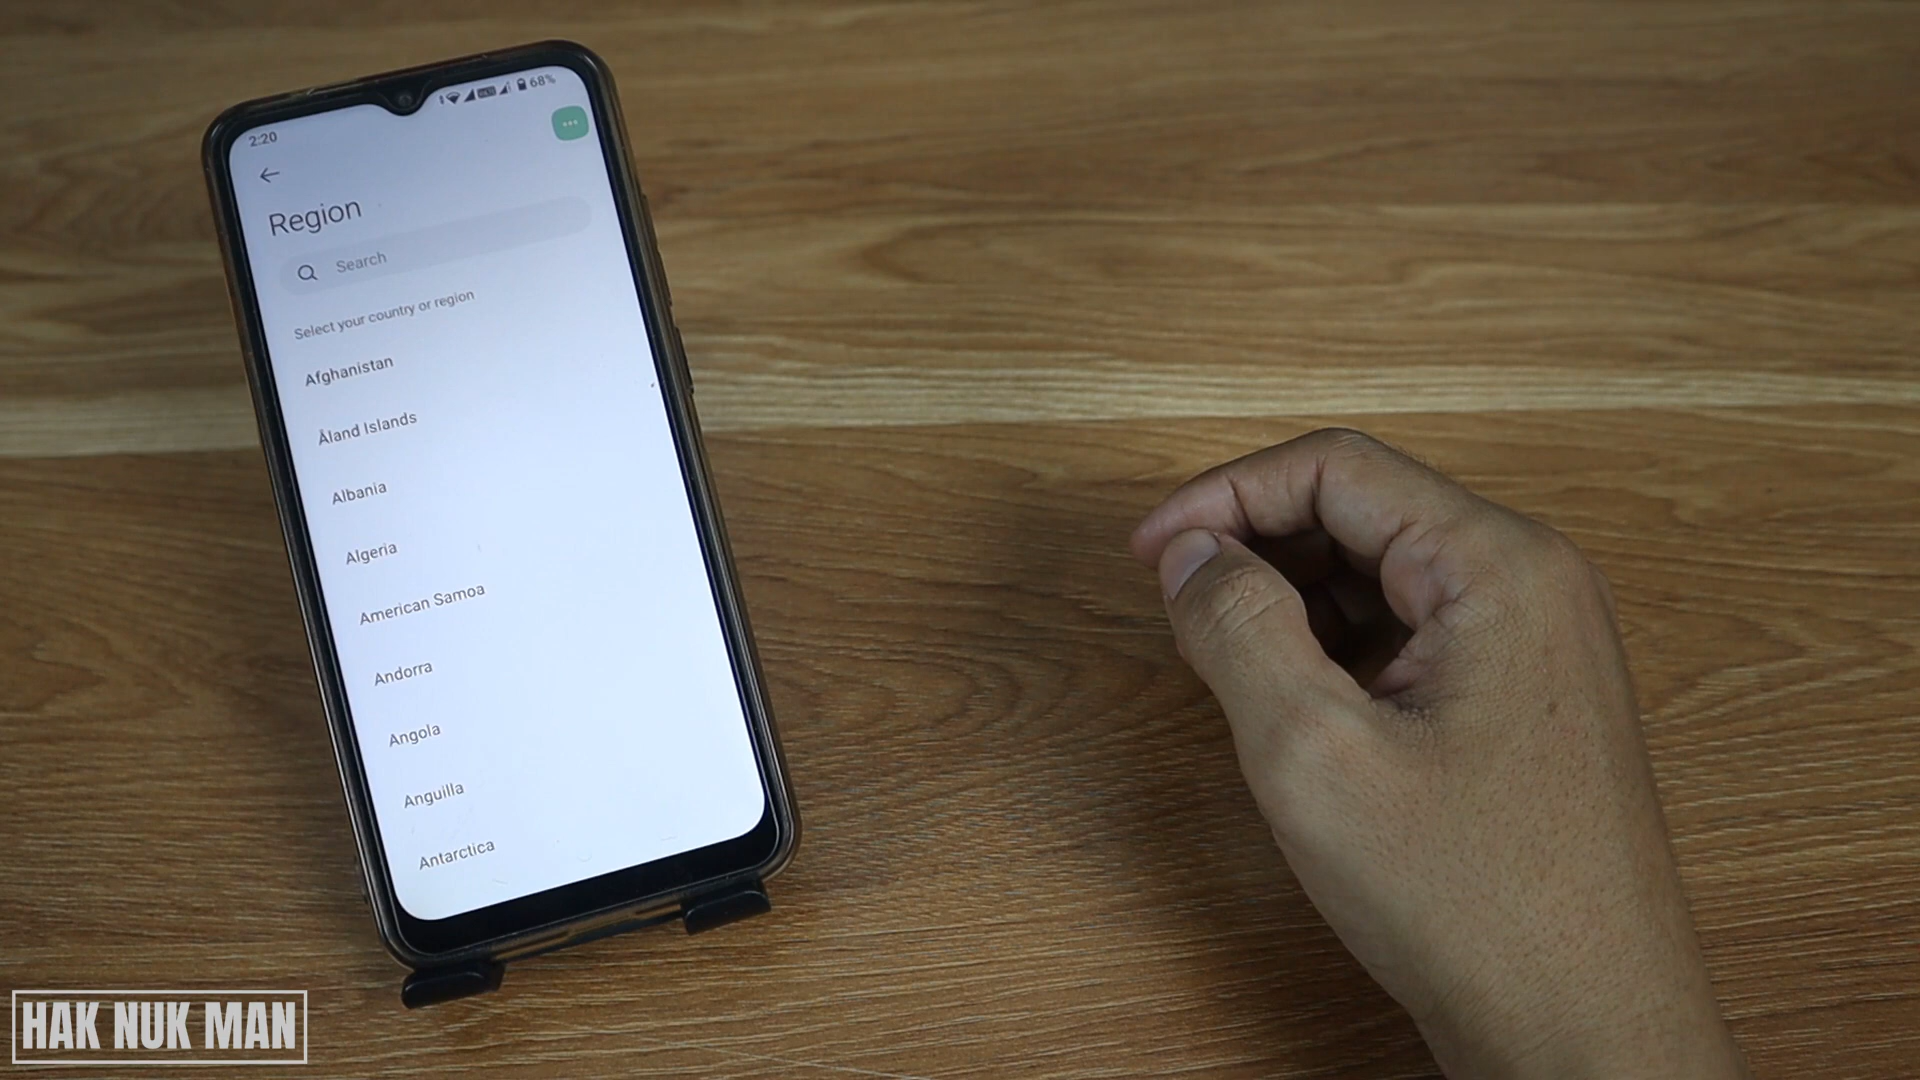 2:20
68%
Region
Search
Select your country or region
Afghanistan
Åland Islands
Albania
Algeria
American Samoa
Andorra
Angola
Anguilla
Antarctica
HAK NUK MAN